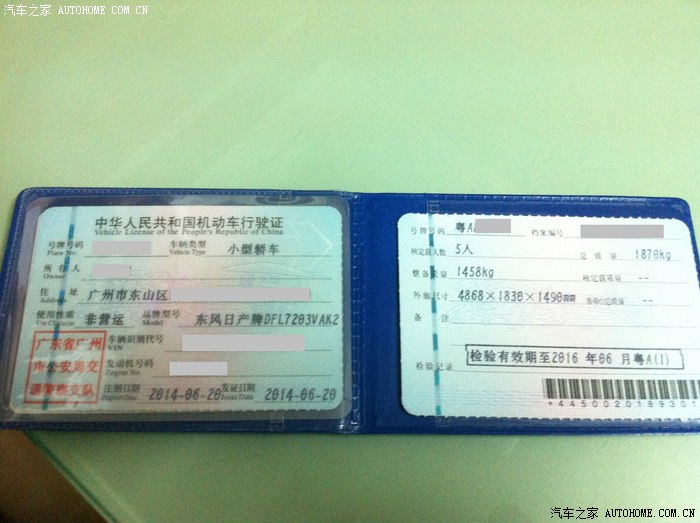 汽车之家 AUTOHOME.COM.CN
中华人民共和国机动车行驶证
Vehicle License of the People's Republic of China
号牌号码 Plate No. 车辆类型 Vehicle Type 小型轿车
所有人 Owner
住址 Address 广州市东山区
使用性质 Use Character 非营运 品牌型号 Model 东风日产牌DFL7203VAK2
车辆识别代号 VIN
发动机号码 Engine No.
注册日期 Register Date 2014-06-20 发证日期 Issue Date 2014-06-20
广东省广州
市公安局交
通警察支队
号牌号码 粤A 档案编号
核定载人数 5人 总质量 1870kg
整备质量 1458kg 核定载质量 --
外廓尺寸 4868×1830×1490mm 准牵引总质量 --
备注
检验记录 检验有效期至2016 年06 月粤A(1)
*4450020189301
汽车之家 AUTOHOME.COM.CN